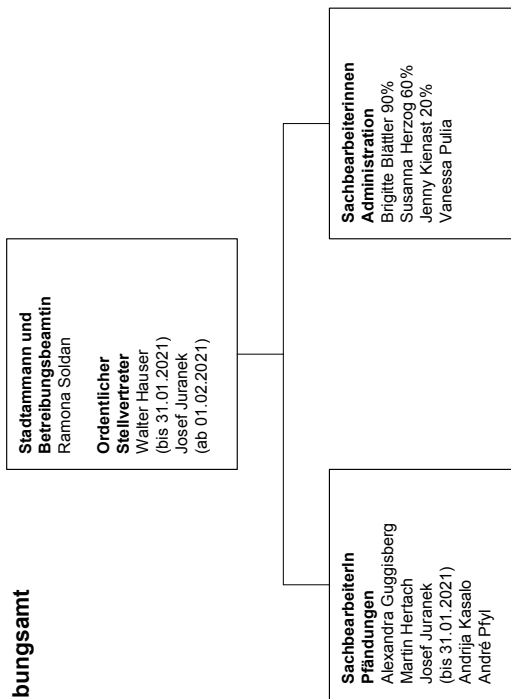 bungsamt
Stadtammann und
Betreibungsbeamtin
Ramona Soldan
Ordentlicher
Stellvertreter
Walter Hauser
(bis 31.01.2021)
Josef Juranek
(ab 01.02.2021)
SachbearbeiterIn
Pfändungen
Alexandra Guggisberg
Martin Hertach
Josef Juranek
(bis 31.01.2021)
Andrija Kasalo
André Pfyl
Sachbearbeiterinnen
Administration
Brigitte Blättler 90%
Susanna Herzog 60%
Jenny Kienast 20%
Vanessa Pulia